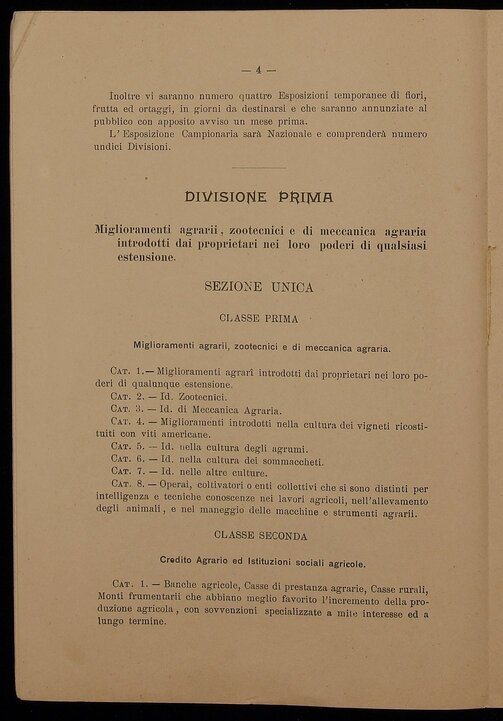 — 4 —
Inoltre vi saranno numero quattro Esposizioni temporanee di fiori,
frutta ed ortaggi, in giorni da destinarsi e che saranno annunziate al
pubblico con apposito avviso un mese prima.
L' Esposizione Campionaria sarà Nazionale e comprenderà numero
undici Divisioni.
DIVISIONE PRIMA
Miglioramenti agrarii, zootecnici e di meccanica agraria
introdotti dai proprietari nei loro poderi di qualsiasi
estensione.
SEZIONE UNICA
CLASSE PRIMA
Miglioramenti agrarii, zootecnici e di meccanica agraria.
CAT. 1.— Miglioramenti agrarî introdotti dai proprietari nei loro po-
deri di qualunque estensione.
CAT. 2. — Id. Zootecnici.
CAT. 3. — Id. di Meccanica Agraria.
CAT. 4. — Miglioramenti introdotti nella cultura dei vigneti ricosti-
tuiti con viti americane.
CAT. 5. — Id. nella cultura degli agrumi.
CAT. 6. — Id. nella cultura dei sommaccheti.
CAT. 7. — Id. nelle altre culture.
CAT. 8. — Operai, coltivatori o enti collettivi che si sono distinti per
intelligenza e tecniche conoscenze nei lavori agricoli, nell'allevamento
degli animali, e nel maneggio delle macchine e strumenti agrarii.
CLASSE SECONDA
Credito Agrario ed Istituzioni sociali agricole.
CAT. 1. — Banche agricole, Casse di prestanza agrarie, Casse rurali,
Monti frumentarii che abbiano meglio favorito l'incremento della pro-
duzione agricola, con sovvenzioni specializzate a mite interesse ed a
lungo termine.